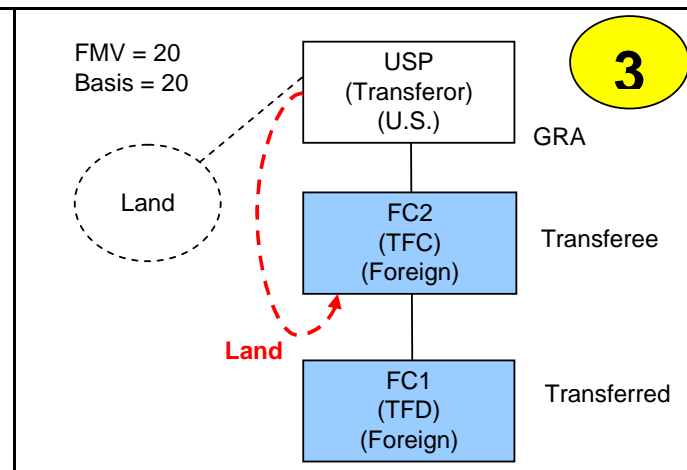 FMV = 20
Basis = 20
USP
(Transferor)
(U.S.)
3
GRA
Land
FC2
(TFC)
(Foreign)
Transferee
Land
FC1
(TFD)
(Foreign)
Transferred